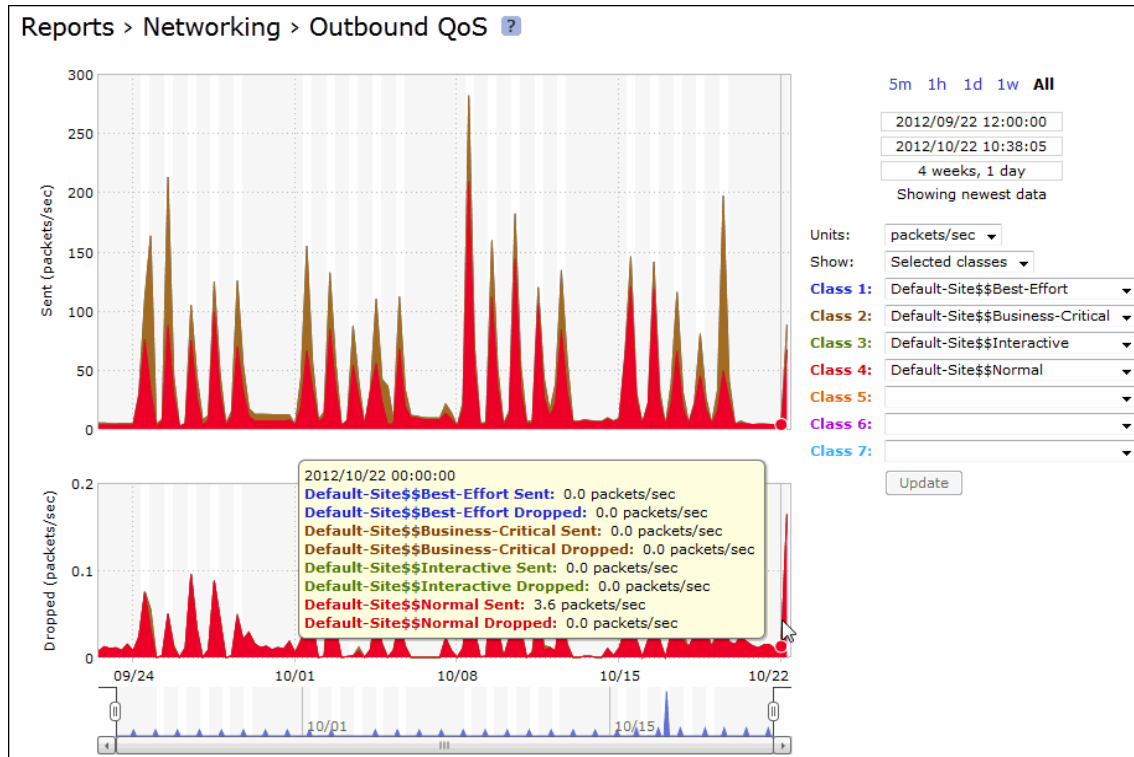 Reports › Networking › Outbound QoS ?
5m 1h 1d 1w All
2012/09/22 12:00:00
2012/10/22 10:38:05
4 weeks, 1 day
Showing newest data
Units: packets/sec
Show: Selected classes
Class 1: Default-Site$$Best-Effort
Class 2: Default-Site$$Business-Critical
Class 3: Default-Site$$Interactive
Class 4: Default-Site$$Normal
Class 5:
Class 6:
Class 7:
Update
Sent (packets/sec)
300
250
200
150
100
50
0
Dropped (packets/sec)
0.2
0.1
0
2012/10/22 00:00:00
Default-Site$$Best-Effort Sent: 0.0 packets/sec
Default-Site$$Best-Effort Dropped: 0.0 packets/sec
Default-Site$$Business-Critical Sent: 0.0 packets/sec
Default-Site$$Business-Critical Dropped: 0.0 packets/sec
Default-Site$$Interactive Sent: 0.0 packets/sec
Default-Site$$Interactive Dropped: 0.0 packets/sec
Default-Site$$Normal Sent: 3.6 packets/sec
Default-Site$$Normal Dropped: 0.0 packets/sec
09/24 10/01 10/08 10/15 10/22
10/01 10/15